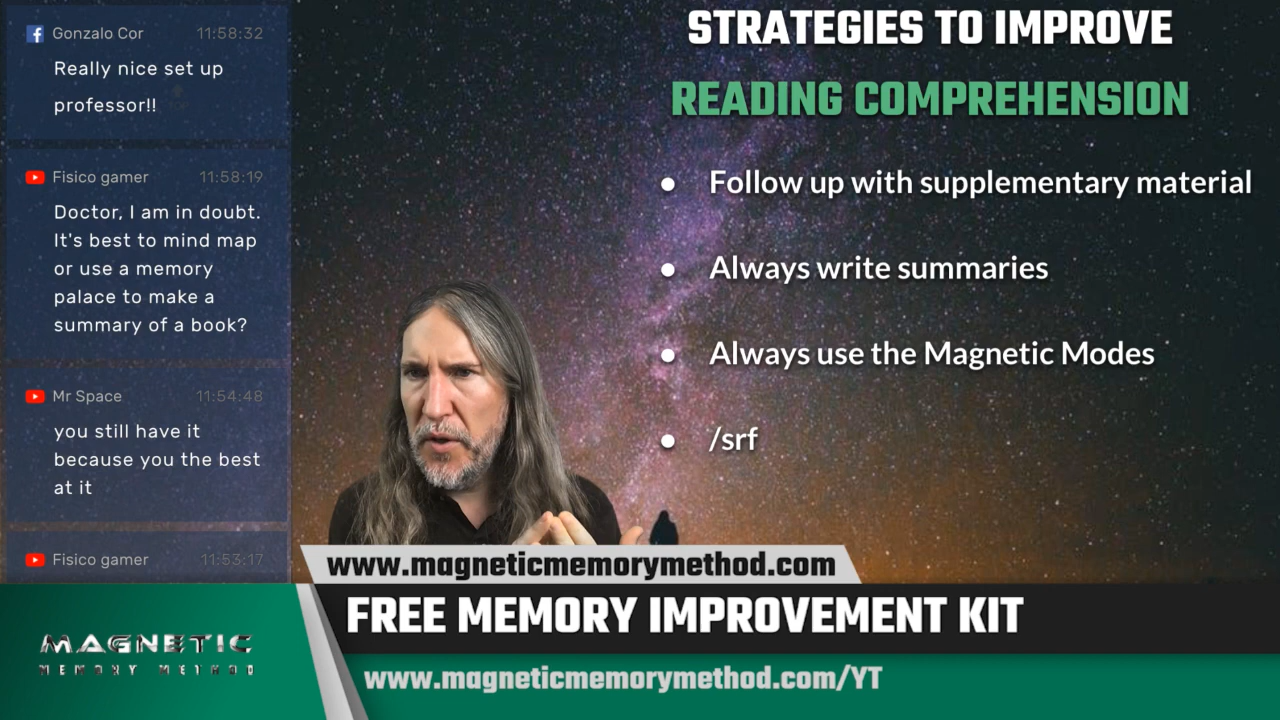 Gonzalo Cor 11:58:32
Really nice set up
professor!!
Fisico gamer 11:58:19
Doctor, I am in doubt.
It's best to mind map
or use a memory
palace to make a
summary of a book?
Mr Space 11:54:48
you still have it
because you the best
at it
Fisico gamer 11:53:17
STRATEGIES TO IMPROVE
READING COMPREHENSION
● Follow up with supplementary material
● Always write summaries
● Always use the Magnetic Modes
● /srf
www.magneticmemorymethod.com
FREE MEMORY IMPROVEMENT KIT
www.magneticmemorymethod.com/YT
MAGNETIC
MEMORY METHOD